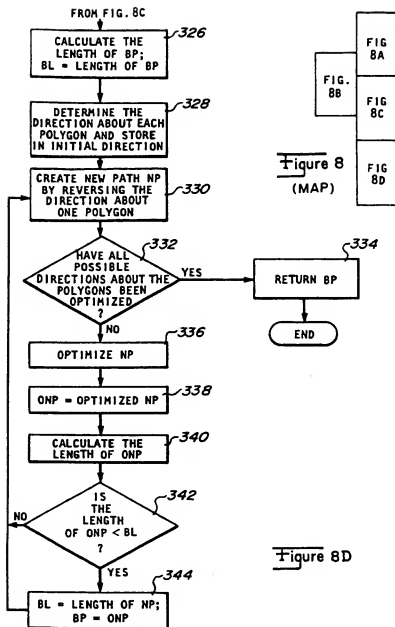 FROM FIG. 8C
326
CALCULATE THE
LENGTH OF BP;
BL = LENGTH OF BP
328
DETERMINE THE
DIRECTION ABOUT EACH
POLYGON AND STORE
IN INITIAL DIRECTION
330
CREATE NEW PATH NP
BY REVERSING THE
DIRECTION ABOUT
ONE POLYGON
332
HAVE ALL
POSSIBLE
DIRECTIONS ABOUT THE
POLYGONS BEEN
OPTIMIZED
?
YES
NO
334
RETURN BP
END
336
OPTIMIZE NP
338
ONP = OPTIMIZED NP
340
CALCULATE THE
LENGTH OF ONP
342
IS
THE
LENGTH
OF ONP < BL
?
NO
YES
344
BL = LENGTH OF NP;
BP = ONP
FIG
8A
FIG.
8B
FIG
8C
FIG
8D
Figure 8
(MAP)
Figure 8D